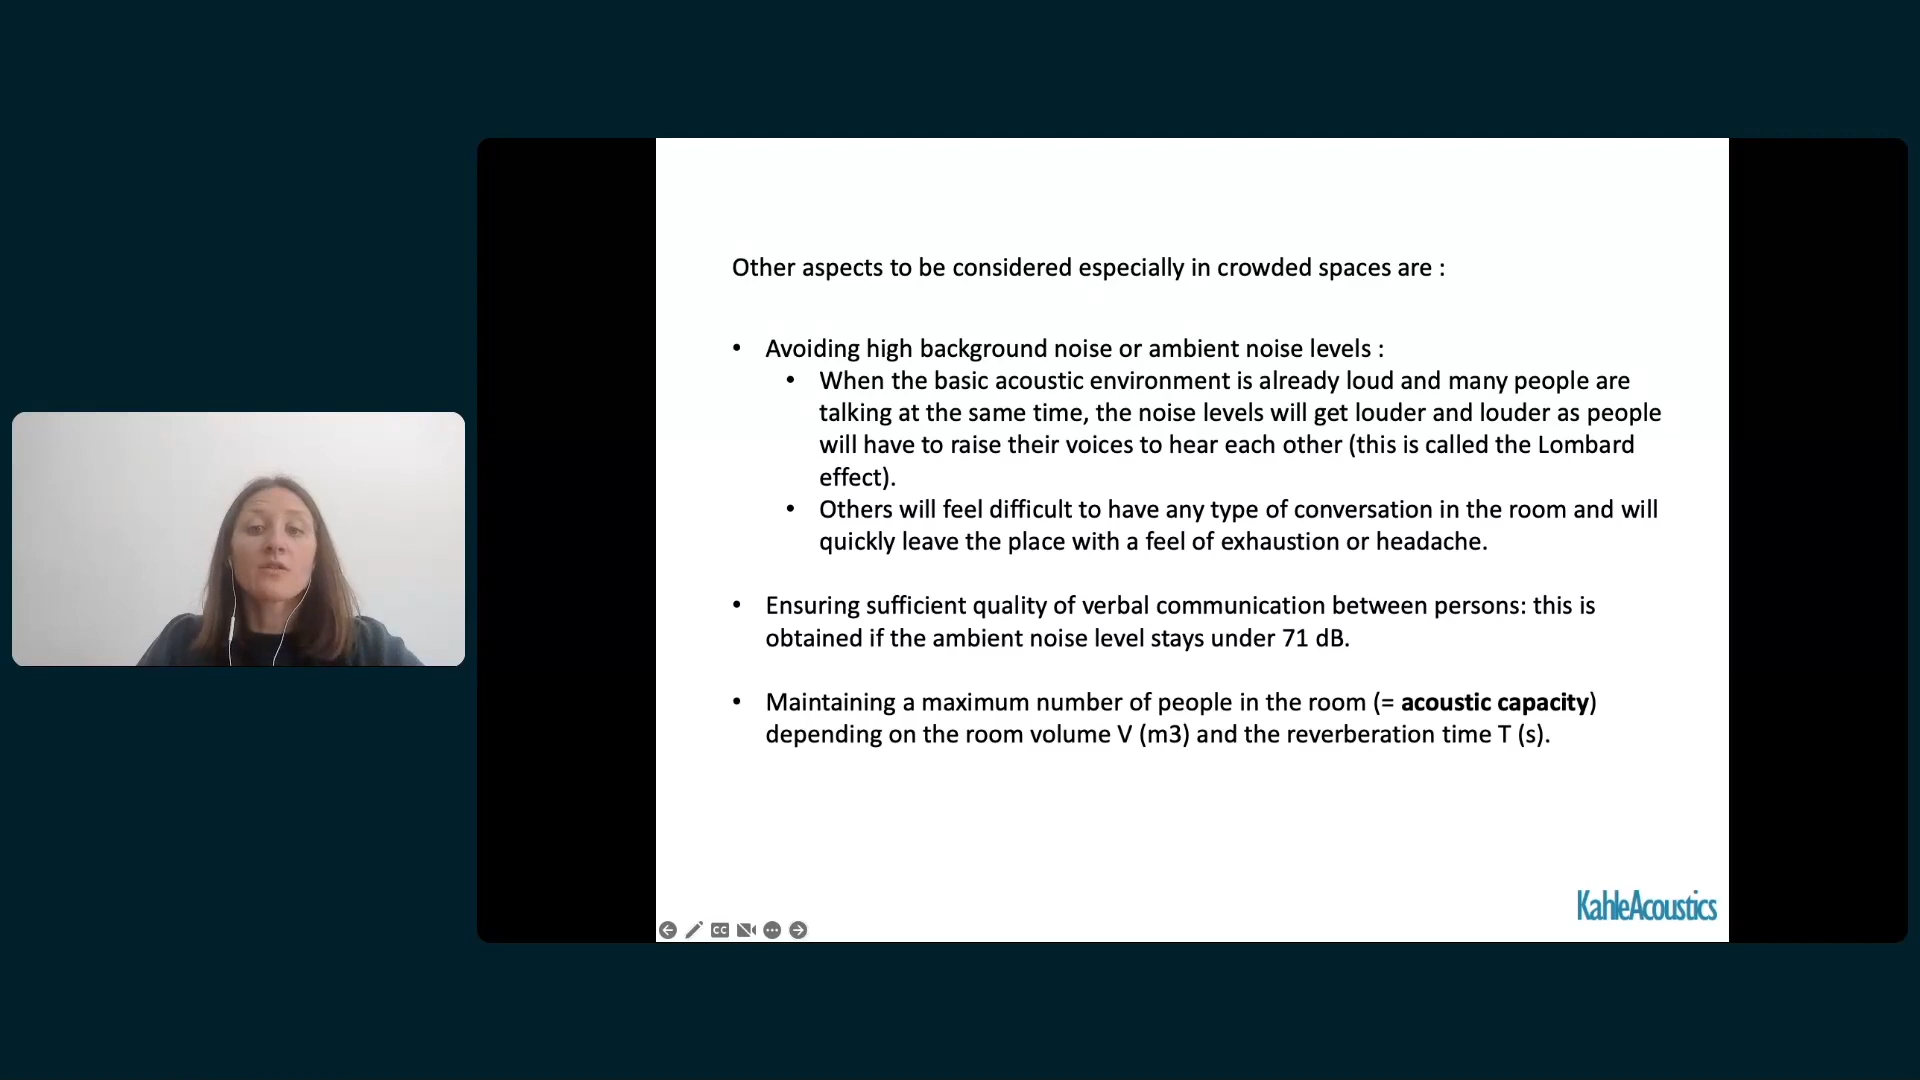 Other aspects to be considered especially in crowded spaces are :
• Avoiding high background noise or ambient noise levels :
• When the basic acoustic environment is already loud and many people are
talking at the same time, the noise levels will get louder and louder as people
will have to raise their voices to hear each other (this is called the Lombard
effect).
• Others will feel difficult to have any type of conversation in the room and will
quickly leave the place with a feel of exhaustion or headache.
• Ensuring sufficient quality of verbal communication between persons: this is
obtained if the ambient noise level stays under 71 dB.
• Maintaining a maximum number of people in the room (= acoustic capacity)
depending on the room volume V (m3) and the reverberation time T (s).
KahleAcoustics
CC